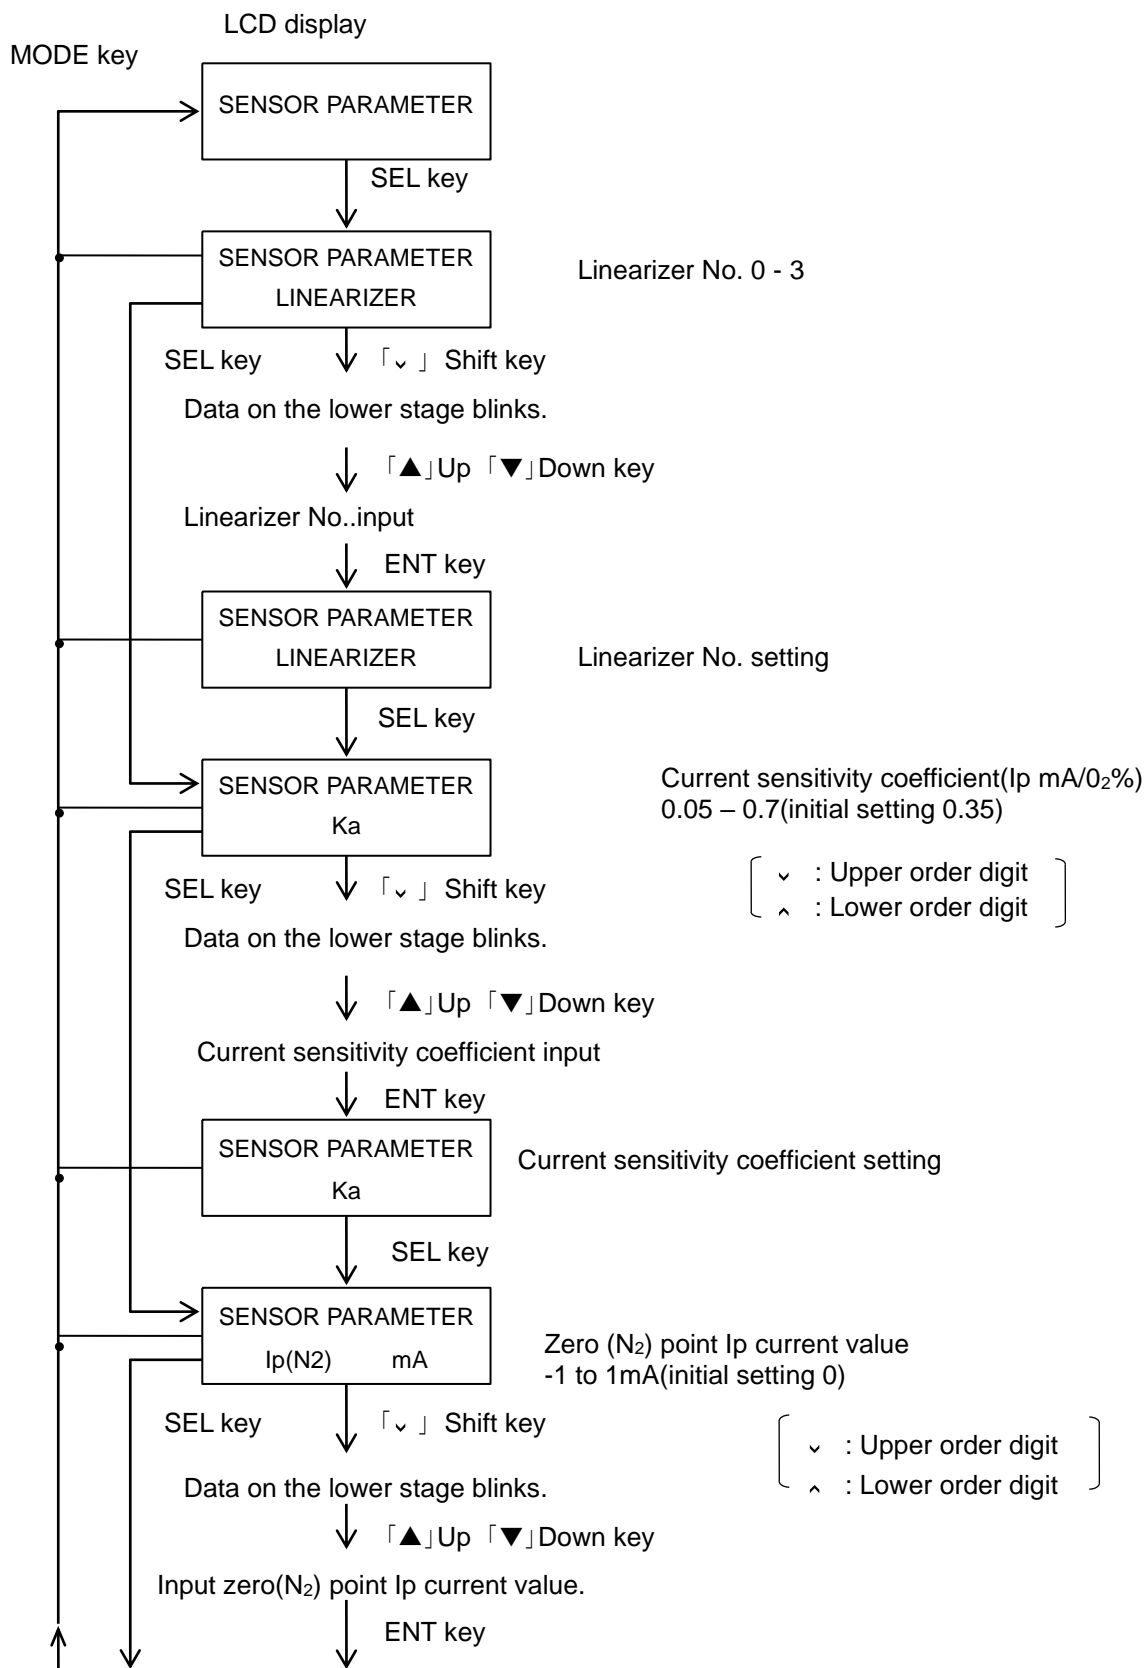 LCD display
MODE key
SENSOR PARAMETER
SEL key
SENSOR PARAMETER
LINEARIZER
Linearizer No. 0 - 3
SEL key 「⌄」 Shift key
Data on the lower stage blinks.
「▲」Up 「▼」Down key
Linearizer No..input
ENT key
SENSOR PARAMETER
LINEARIZER
Linearizer No. setting
SEL key
SENSOR PARAMETER
Ka
Current sensitivity coefficient(Ip mA/0₂%)
0.05 – 0.7(initial setting 0.35)
SEL key 「⌄」 Shift key
⌄ : Upper order digit
⌃ : Lower order digit
Data on the lower stage blinks.
「▲」Up 「▼」Down key
Current sensitivity coefficient input
ENT key
SENSOR PARAMETER
Ka
Current sensitivity coefficient setting
SEL key
SENSOR PARAMETER
Ip(N2) mA
Zero (N₂) point Ip current value
-1 to 1mA(initial setting 0)
SEL key 「⌄」 Shift key
⌄ : Upper order digit
⌃ : Lower order digit
Data on the lower stage blinks.
「▲」Up 「▼」Down key
Input zero(N₂) point Ip current value.
ENT key